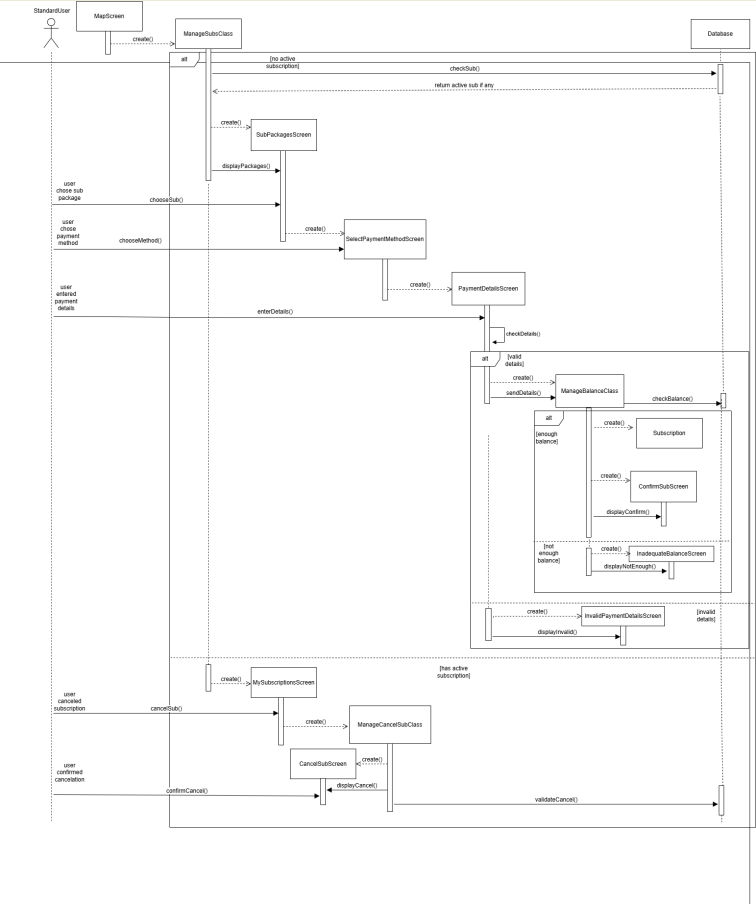 StandardUser
MapScreen
create()
ManageSubsClass
Database
alt
[no active
subscription]
checkSub()
return active sub if any
create()
SubPackagesScreen
displayPackages()
user
chose sub
package
chooseSub()
user
chose
payment
method
chooseMethod()
create()
SelectPaymentMethodScreen
create()
PaymentDetailsScreen
user
entered
payment
details
enterDetails()
checkDetails()
alt
[valid
details]
create()
sendDetails()
ManageBalanceClass
checkBalance()
alt
[enough
balance]
create()
Subscription
create()
ConfirmSubScreen
displayConfirm()
[not
enough
balance]
create()
InadequateBalanceScreen
displayNotEnough()
create()
InvalidPaymentDetailsScreen
[invalid
details]
displayInvalid()
[has active
subscription]
create()
MySubscriptionsScreen
user
canceled
subscription
cancelSub()
create()
ManageCancelSubClass
CancelSubScreen
create()
user
confirmed
cancelation
confirmCancel()
displayCancel()
validateCancel()